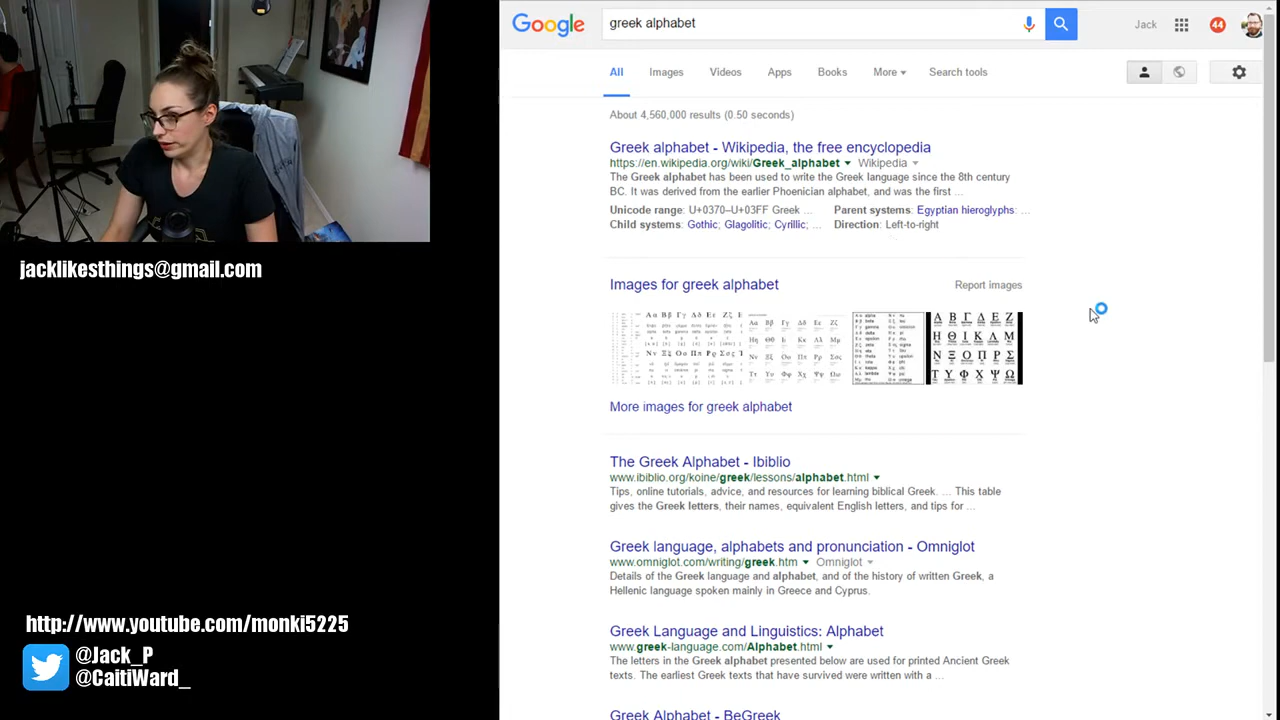 Google
greek alphabet
Jack
44
All Images Videos Apps Books More Search tools
About 4,560,000 results (0.50 seconds)
Greek alphabet - Wikipedia, the free encyclopedia
https://en.wikipedia.org/wiki/Greek_alphabet Wikipedia
The Greek alphabet has been used to write the Greek language since the 8th century
BC. It was derived from the earlier Phoenician alphabet, and was the first ...
Unicode range: U+0370–U+03FF Greek ... Parent systems: Egyptian hieroglyphs: ...
Child systems: Gothic; Glagolitic; Cyrillic; ... Direction: Left-to-right
Images for greek alphabet Report images
Α Β Γ Δ Ε Ζ
Η Θ Ι Κ Λ Μ
Ν Ξ Ο Π Ρ Σ
Τ Υ Φ Χ Ψ Ω
More images for greek alphabet
The Greek Alphabet - Ibiblio
www.ibiblio.org/koine/greek/lessons/alphabet.html
Tips, online tutorials, advice, and resources for learning biblical Greek. ... This table
gives the Greek letters, their names, equivalent English letters, and tips for ...
Greek language, alphabets and pronunciation - Omniglot
www.omniglot.com/writing/greek.htm Omniglot
Details of the Greek language and alphabet, and of the history of written Greek, a
Hellenic language spoken mainly in Greece and Cyprus.
Greek Language and Linguistics: Alphabet
www.greek-language.com/Alphabet.html
The letters in the Greek alphabet presented below are used for printed Ancient Greek
texts. The earliest Greek texts that have survived were written with a ...
Greek Alphabet - BeGreek
jacklikesthings@gmail.com
http://www.youtube.com/monki5225
@Jack_P
@CaitiWard_